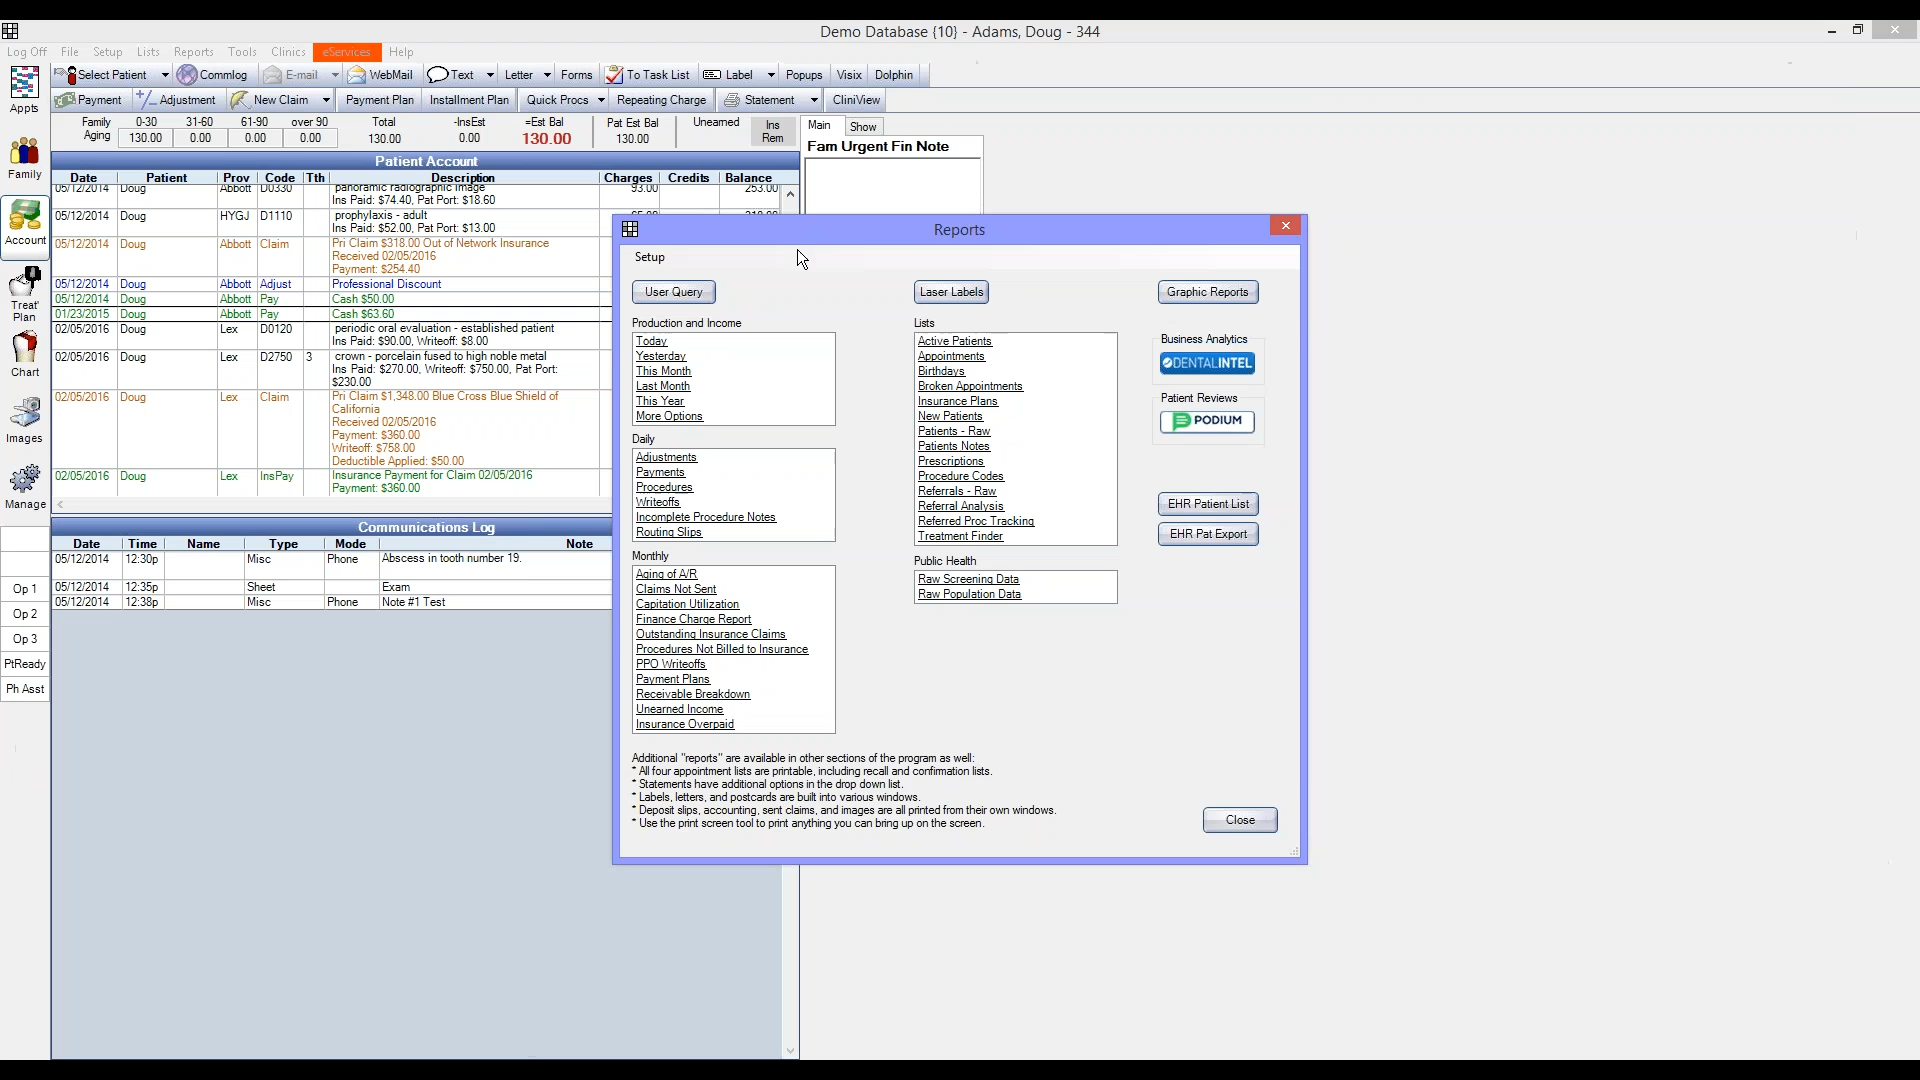 Demo Database {10} - Adams, Doug - 344
Log Off File Setup Lists Reports Tools Clinics eServices Help
Select Patient Commlog E-mail WebMail Text Letter Forms To Task List Label Popups Visix Dolphin
Payment Adjustment New Claim Payment Plan Installment Plan Quick Procs Repeating Charge Statement CliniView
Appts
Family
Account
Treat'
Plan
Chart
Images
Manage
Op 1
Op 2
Op 3
PtReady
Ph Asst
Family 0-30 31-60 61-90 over 90 Total -InsEst =Est Bal Pat Est Bal Unearned Ins
Aging 130.00 0.00 0.00 0.00 130.00 0.00 130.00 130.00 Rem
Main Show
Fam Urgent Fin Note
Patient Account
Date Patient Prov Code Tth Description Charges Credits Balance
05/12/2014 Doug Abbott D0330 panoramic radiographic image 93.00 253.00
Ins Paid: $74.40, Pat Port: $18.60
05/12/2014 Doug HYGJ D1110 prophylaxis - adult
Ins Paid: $52.00, Pat Port: $13.00
05/12/2014 Doug Abbott Claim Pri Claim $318.00 Out of Network Insurance
Received 02/05/2016
Payment: $254.40
05/12/2014 Doug Abbott Adjust Professional Discount
05/12/2014 Doug Abbott Pay Cash $50.00
01/23/2015 Doug Abbott Pay Cash $63.60
02/05/2016 Doug Lex D0120 periodic oral evaluation - established patient
Ins Paid: $90.00, Writeoff: $8.00
02/05/2016 Doug Lex D2750 3 crown - porcelain fused to high noble metal
Ins Paid: $270.00, Writeoff: $750.00, Pat Port:
$230.00
02/05/2016 Doug Lex Claim Pri Claim $1,348.00 Blue Cross Blue Shield of
California
Received 02/05/2016
Payment: $360.00
Writeoff: $758.00
Deductible Applied: $50.00
02/05/2016 Doug Lex InsPay Insurance Payment for Claim 02/05/2016
Payment: $360.00
Communications Log
Date Time Name Type Mode Note
05/12/2014 12:30p Misc Phone Abscess in tooth number 19.
05/12/2014 12:35p Sheet Exam
05/12/2014 12:38p Misc Phone Note #1 Test
Reports
Setup
User Query
Laser Labels
Graphic Reports
Production and Income
Today
Yesterday
This Month
Last Month
This Year
More Options
Daily
Adjustments
Payments
Procedures
Writeoffs
Incomplete Procedure Notes
Routing Slips
Monthly
Aging of A/R
Claims Not Sent
Capitation Utilization
Finance Charge Report
Outstanding Insurance Claims
Procedures Not Billed to Insurance
PPO Writeoffs
Payment Plans
Receivable Breakdown
Unearned Income
Insurance Overpaid
Lists
Active Patients
Appointments
Birthdays
Broken Appointments
Insurance Plans
New Patients
Patients - Raw
Patients Notes
Prescriptions
Procedure Codes
Referrals - Raw
Referral Analysis
Referred Proc Tracking
Treatment Finder
Public Health
Raw Screening Data
Raw Population Data
Business Analytics
DENTALINTEL
Patient Reviews
PODIUM
EHR Patient List
EHR Pat Export
Additional "reports" are available in other sections of the program as well:
* All four appointment lists are printable, including recall and confirmation lists.
* Statements have additional options in the drop down list.
* Labels, letters, and postcards are built into various windows.
* Deposit slips, accounting, sent claims, and images are all printed from their own windows.
* Use the print screen tool to print anything you can bring up on the screen.
Close